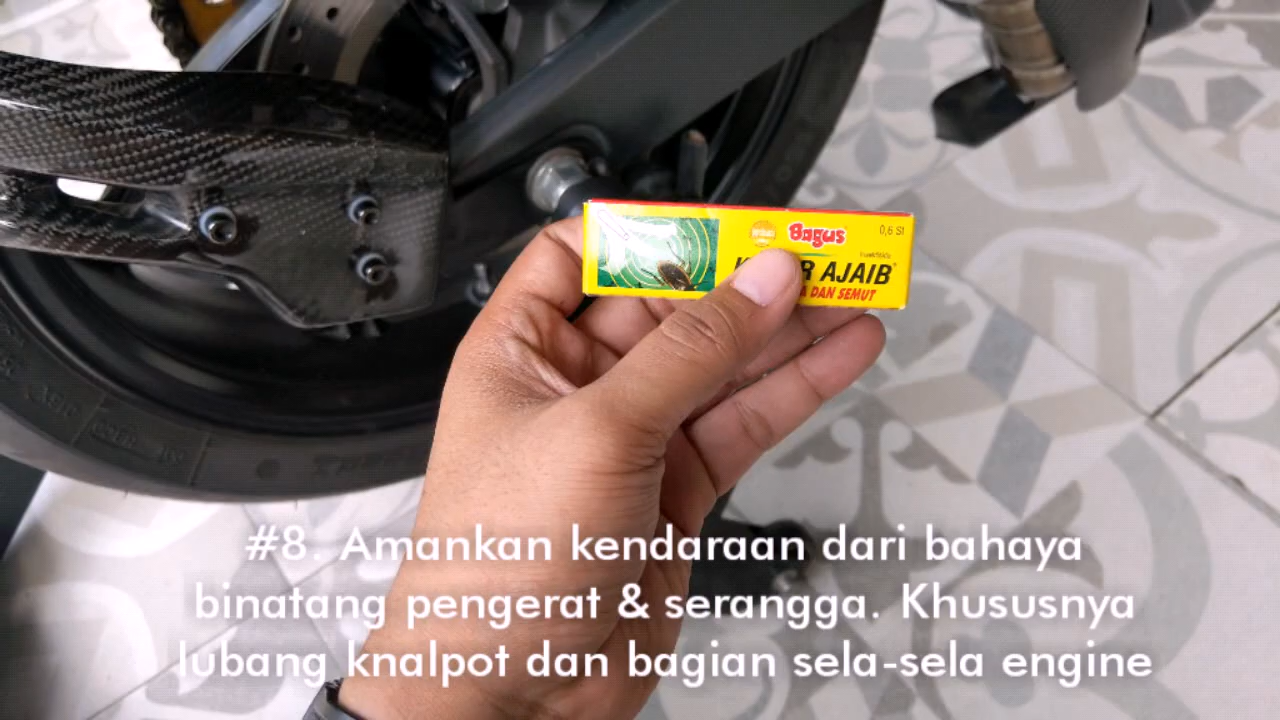 Bagus
0,6 St
AJAIB
DAN SEMUT
#8. Amankan kendaraan dari bahaya
binatang pengerat & serangga. Khususnya
lubang knalpot dan bagian sela-sela engine